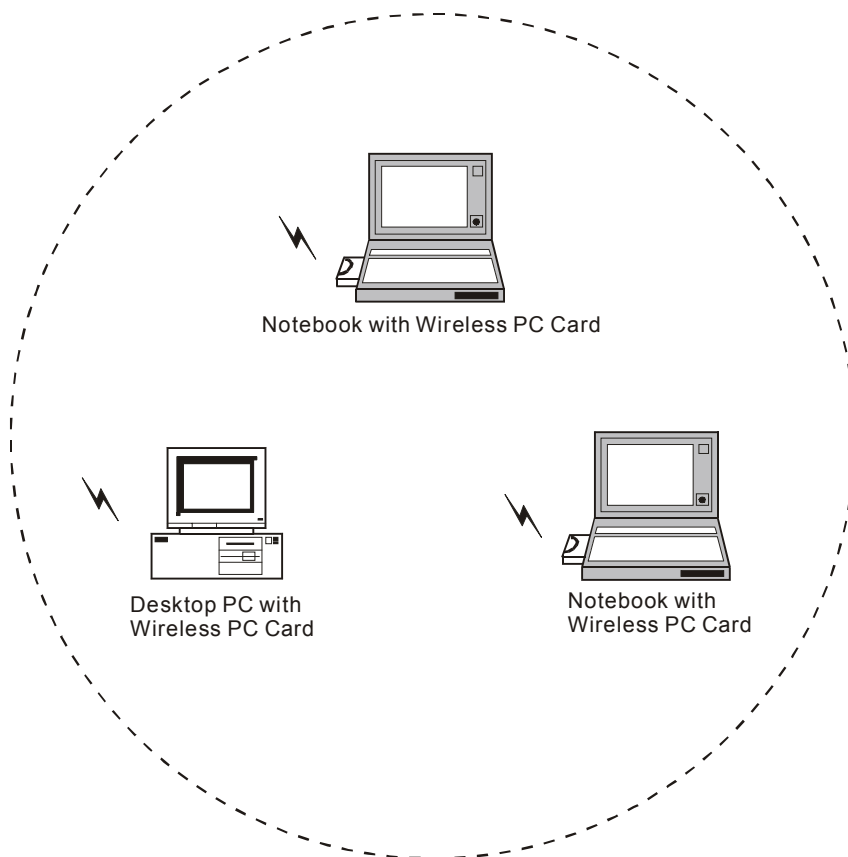 Notebook with Wireless PC Card
Desktop PC with
Wireless PC Card
Notebook with
Wireless PC Card